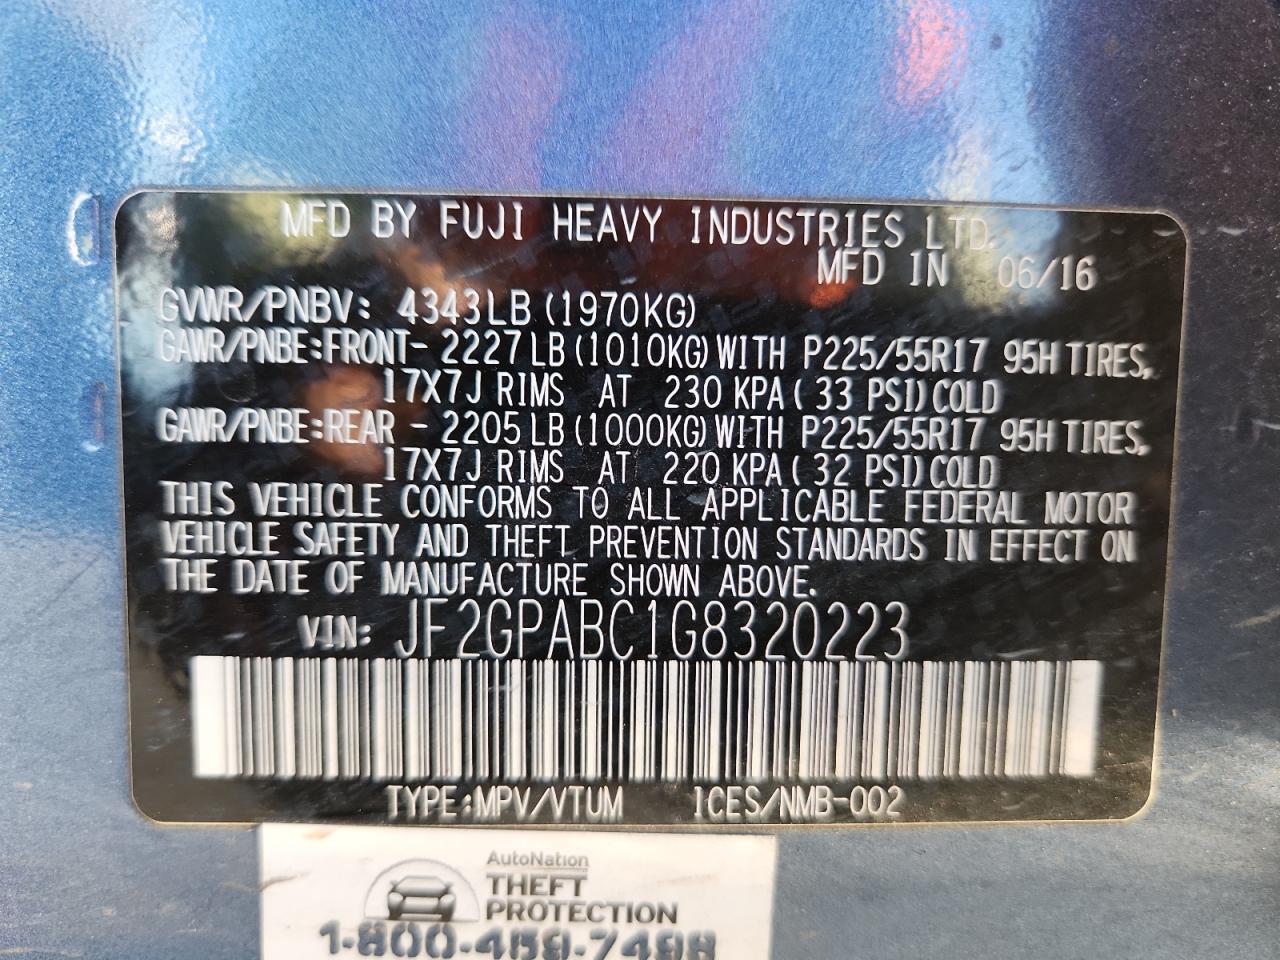 MFD BY FUJI HEAVY INDUSTRIES LTD.
MFD IN 06/16
GVWR/PNBV: 4343LB (1970KG)
GAWR/PNBE:FRONT- 2227LB (1010KG) WITH P225/55R17 95H TIRES,
17X7J RIMS AT 230 KPA ( 33 PSI) COLD
GAWR/PNBE:REAR - 2205LB (1000KG) WITH P225/55R17 95H TIRES,
17X7J RIMS AT 220 KPA ( 32 PSI) COLD
THIS VEHICLE CONFORMS TO ALL APPLICABLE FEDERAL MOTOR
VEHICLE SAFETY AND THEFT PREVENTION STANDARDS IN EFFECT ON
THE DATE OF MANUFACTURE SHOWN ABOVE.
VIN: JF2GPABC1G8320223
TYPE:MPV/VTUM ICES/NMB-002
AutoNation
THEFT
PROTECTION
1-800-459-7498